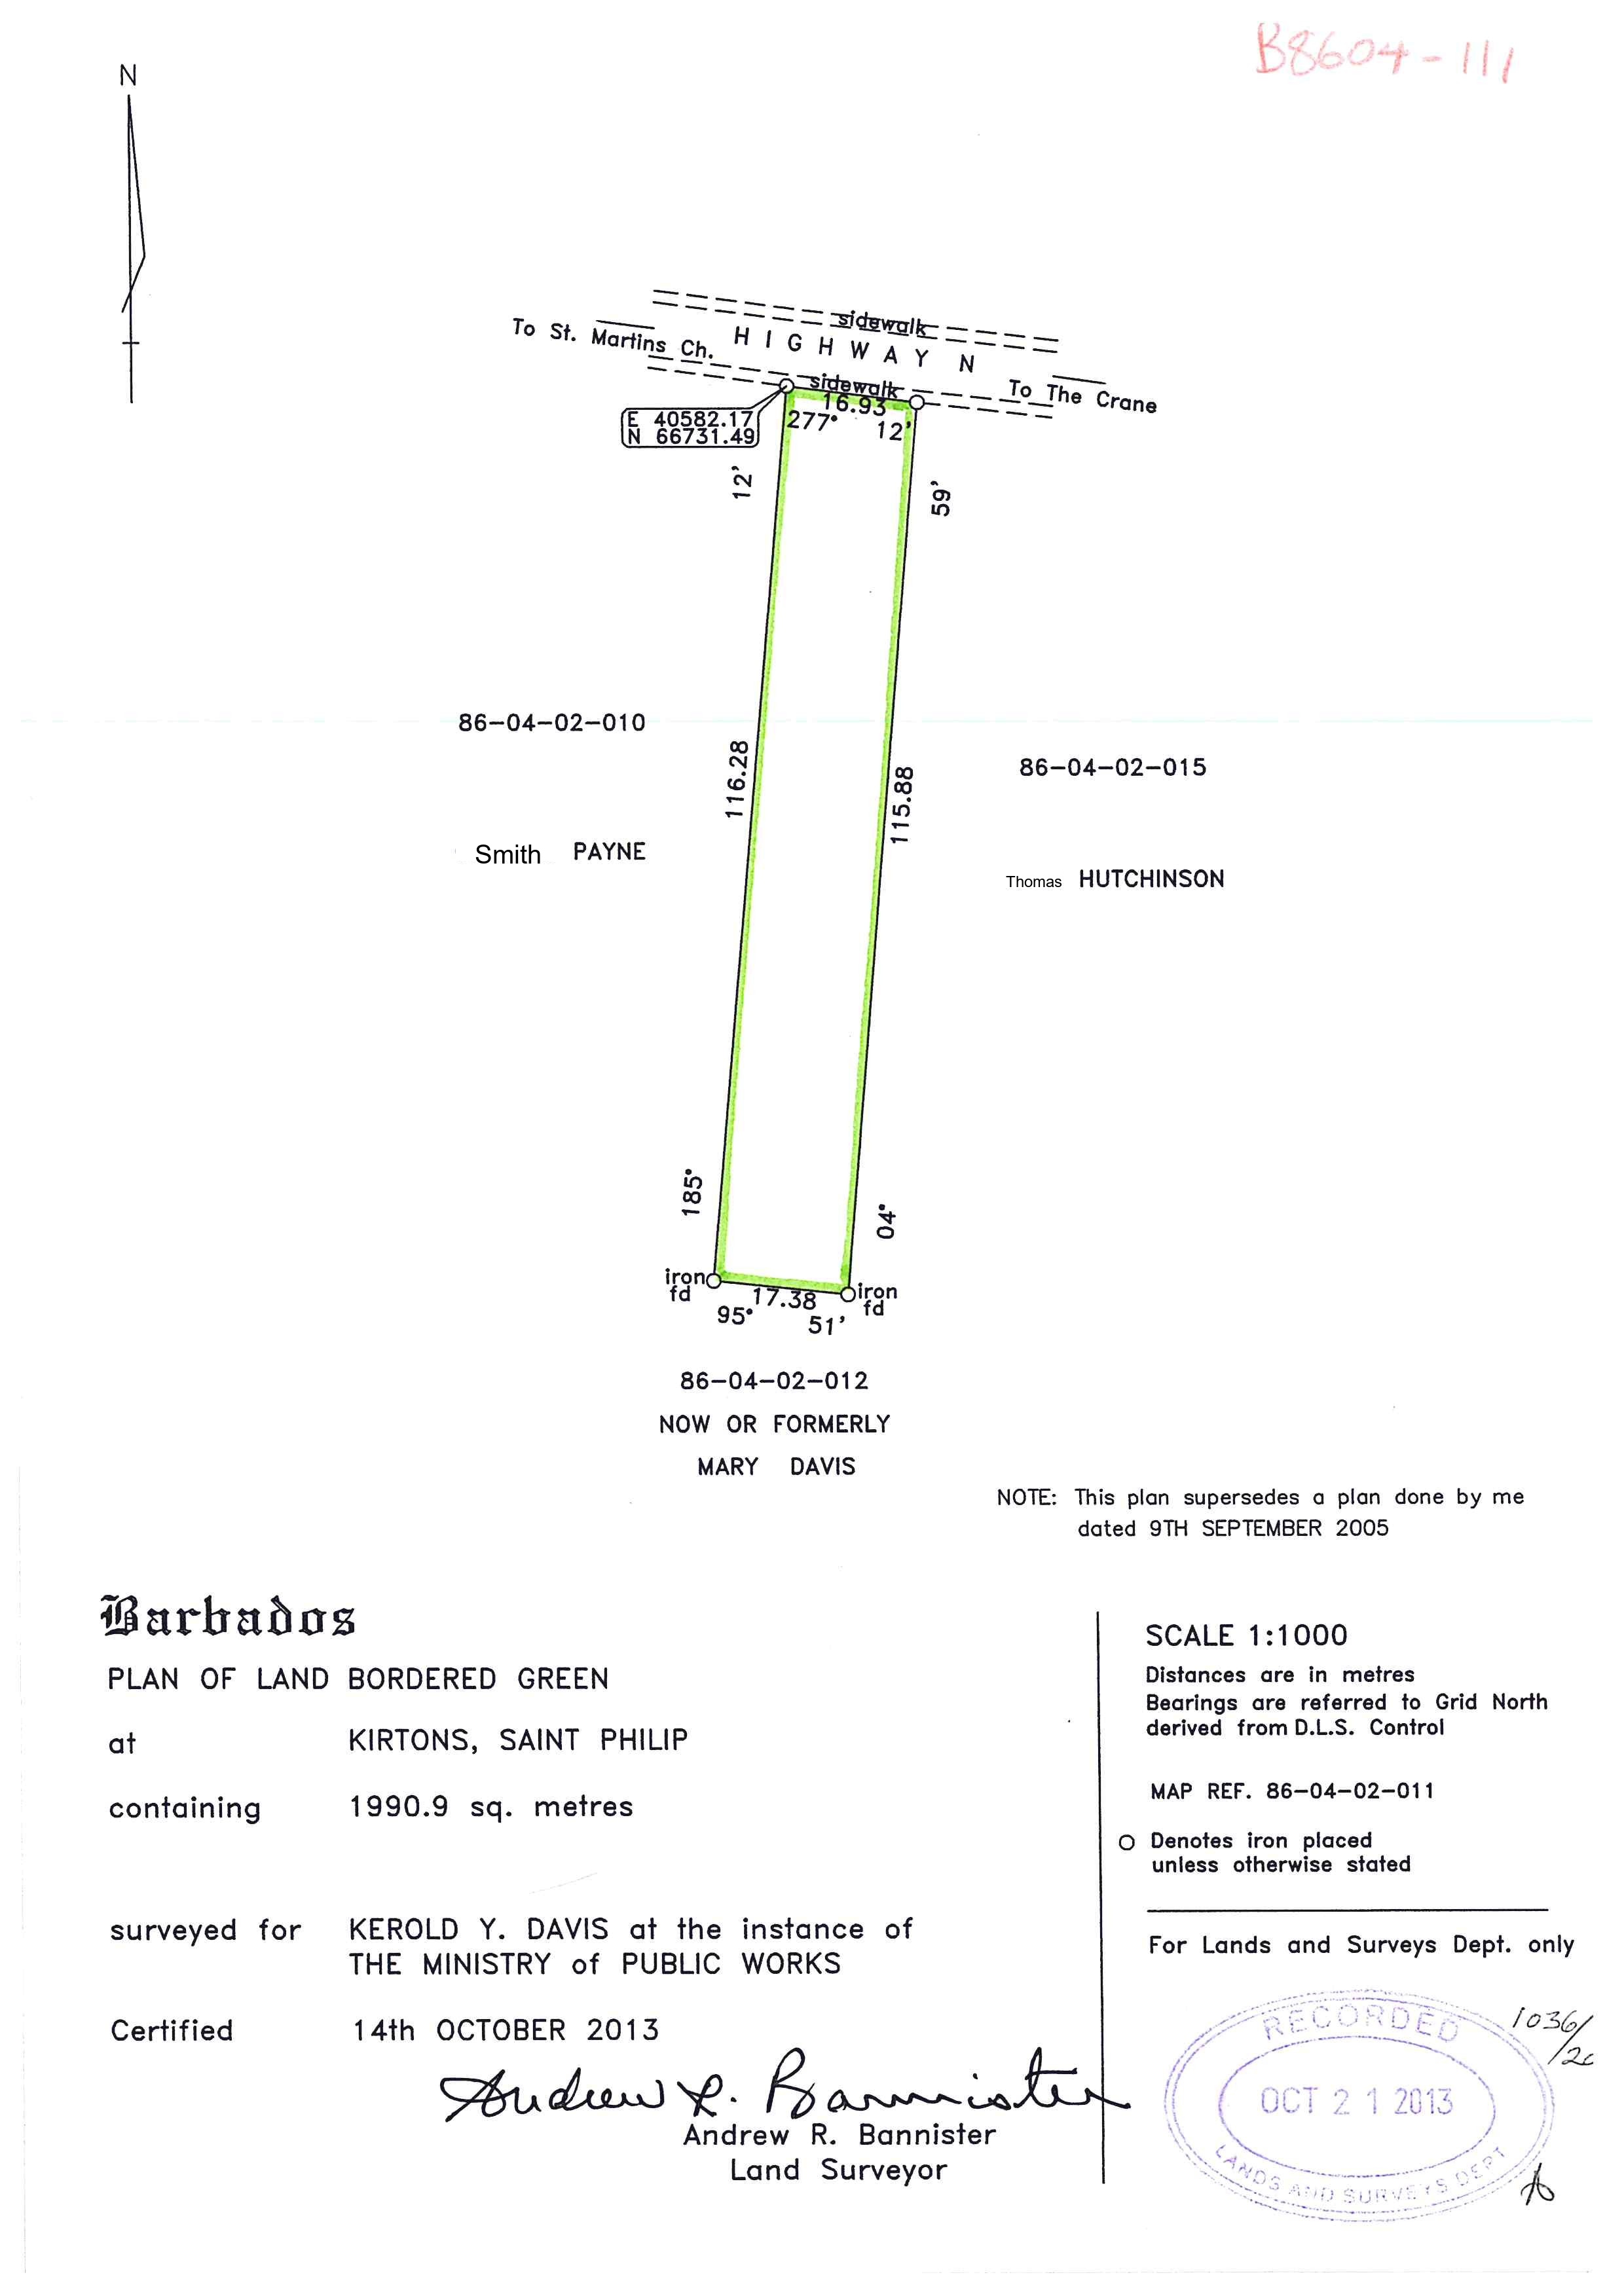 B8604-111
N
sidewalk
To St. Martins Ch. HIGHWAY N To The Crane
sidewalk
16.93
E 40582.17
N 66731.49
277° 12'
12'
59'
86-04-02-010
116.28
115.88
86-04-02-015
Smith PAYNE
Thomas HUTCHINSON
185°
04°
iron
fd
17.38
iron
fd
95° 51'
86-04-02-012
NOW OR FORMERLY
MARY DAVIS
NOTE: This plan supersedes a plan done by me
dated 9TH SEPTEMBER 2005
Barbados
PLAN OF LAND BORDERED GREEN
at KIRTONS, SAINT PHILIP
containing 1990.9 sq. metres
surveyed for KEROLD Y. DAVIS at the instance of
THE MINISTRY of PUBLIC WORKS
Certified 14th OCTOBER 2013
Andrew R. Bannister
Andrew R. Bannister
Land Surveyor
SCALE 1:1000
Distances are in metres
Bearings are referred to Grid North
derived from D.L.S. Control
MAP REF. 86-04-02-011
Denotes iron placed
unless otherwise stated
For Lands and Surveys Dept. only
RECORDED
1036/
OCT 21 2013
LANDS AND SURVEYS DEPT